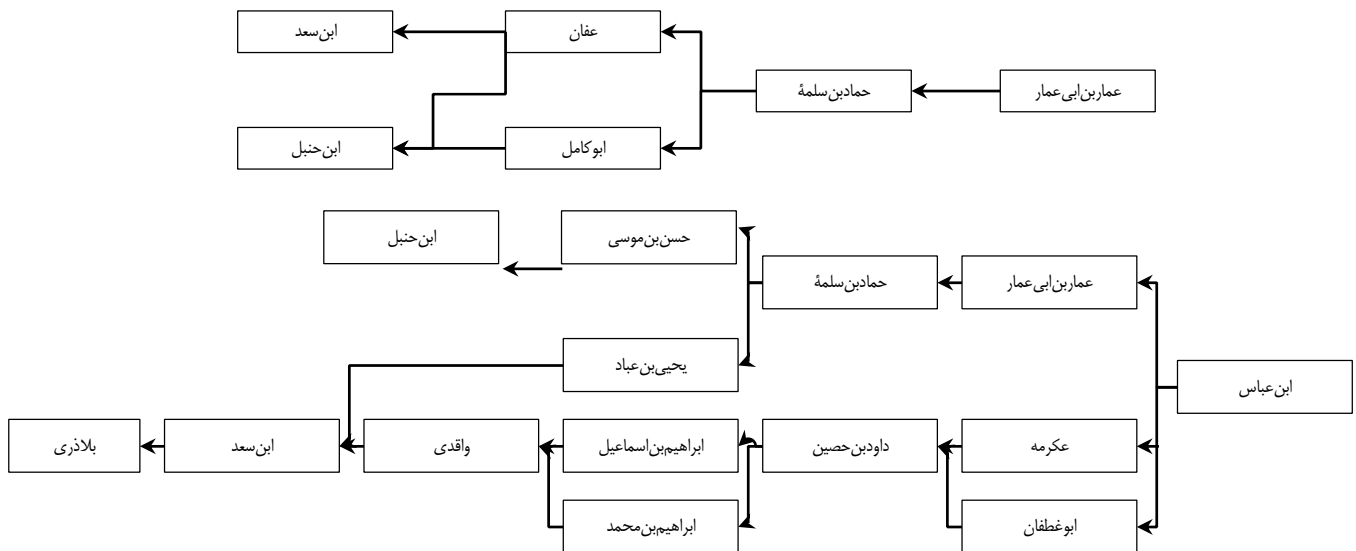 ابن‌سعد
عفان
عماربن‌ابی‌عمار
حمادبن‌سلمة
ابن‌حنبل
ابوکامل
ابن‌حنبل
حسن‌بن‌موسی
عماربن‌ابی‌عمار
حمادبن‌سلمة
یحیی‌بن‌عباد
ابن‌عباس
عکرمه
داودبن‌حصین
ابراهیم‌بن‌اسماعیل
واقدی
ابن‌سعد
بلاذری
ابوغطفان
ابراهیم‌بن‌محمد